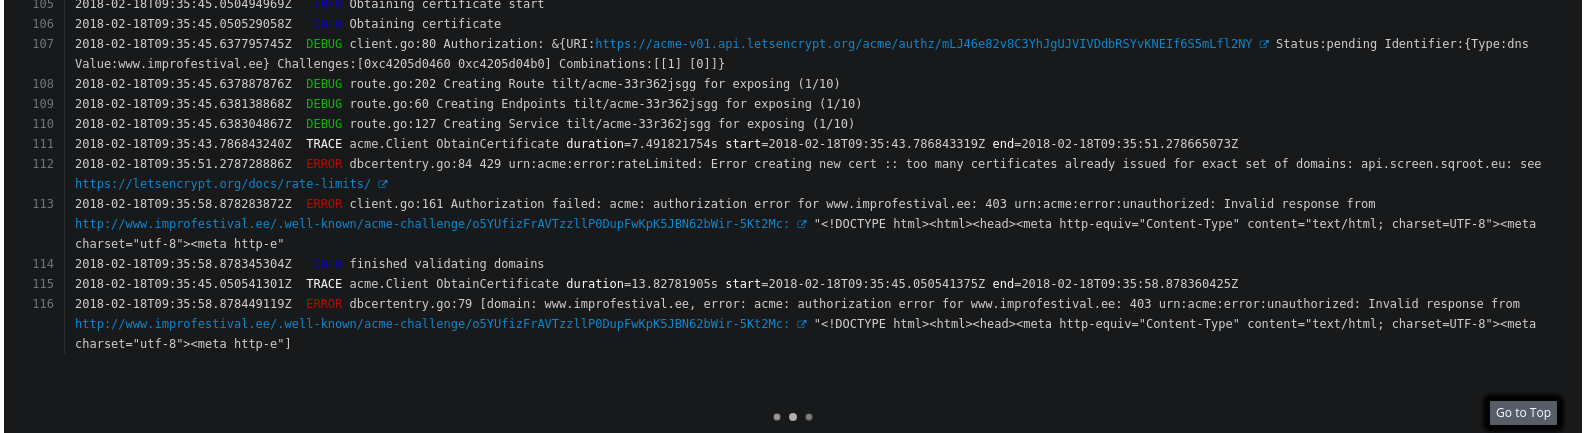 105 2018-02-18T09:35:45.050494969Z Obtaining certificate start
106 2018-02-18T09:35:45.050529058Z Obtaining certificate
107 2018-02-18T09:35:45.637795745Z DEBUG client.go:80 Authorization: &{URI:https://acme-v01.api.letsencrypt.org/acme/authz/mLJ46e82v8C3YhJgUJVIVDdbRSYvKNEIf6S5mLfl2NY Status:pending Identifier:{Type:dns
Value:www.improfestival.ee} Challenges:[0xc4205d0460 0xc4205d04b0] Combinations:[[1] [0]]}
108 2018-02-18T09:35:45.637887876Z DEBUG route.go:202 Creating Route tilt/acme-33r362jsgg for exposing (1/10)
109 2018-02-18T09:35:45.638138868Z DEBUG route.go:60 Creating Endpoints tilt/acme-33r362jsgg for exposing (1/10)
110 2018-02-18T09:35:45.638304867Z DEBUG route.go:127 Creating Service tilt/acme-33r362jsgg for exposing (1/10)
111 2018-02-18T09:35:43.786843240Z TRACE acme.Client ObtainCertificate duration=7.491821754s start=2018-02-18T09:35:43.786843319Z end=2018-02-18T09:35:51.278665073Z
112 2018-02-18T09:35:51.278728886Z ERROR dbcertentry.go:84 429 urn:acme:error:rateLimited: Error creating new cert :: too many certificates already issued for exact set of domains: api.screen.sqroot.eu: see
https://letsencrypt.org/docs/rate-limits/
113 2018-02-18T09:35:58.878283872Z ERROR client.go:161 Authorization failed: acme: authorization error for www.improfestival.ee: 403 urn:acme:error:unauthorized: Invalid response from
http://www.improfestival.ee/.well-known/acme-challenge/o5YUfizFrAVTzzllP0DupFwKpK5JBN62bWir-5Kt2Mc: "<!DOCTYPE html><html><head><meta http-equiv="Content-Type" content="text/html; charset=UTF-8"><meta
charset="utf-8"><meta http-e"
114 2018-02-18T09:35:58.878345304Z finished validating domains
115 2018-02-18T09:35:45.050541301Z TRACE acme.Client ObtainCertificate duration=13.82781905s start=2018-02-18T09:35:45.050541375Z end=2018-02-18T09:35:58.878360425Z
116 2018-02-18T09:35:58.878449119Z ERROR dbcertentry.go:79 [domain: www.improfestival.ee, error: acme: authorization error for www.improfestival.ee: 403 urn:acme:error:unauthorized: Invalid response from
http://www.improfestival.ee/.well-known/acme-challenge/o5YUfizFrAVTzzllP0DupFwKpK5JBN62bWir-5Kt2Mc: "<!DOCTYPE html><html><head><meta http-equiv="Content-Type" content="text/html; charset=UTF-8"><meta
charset="utf-8"><meta http-e"]
Go to Top